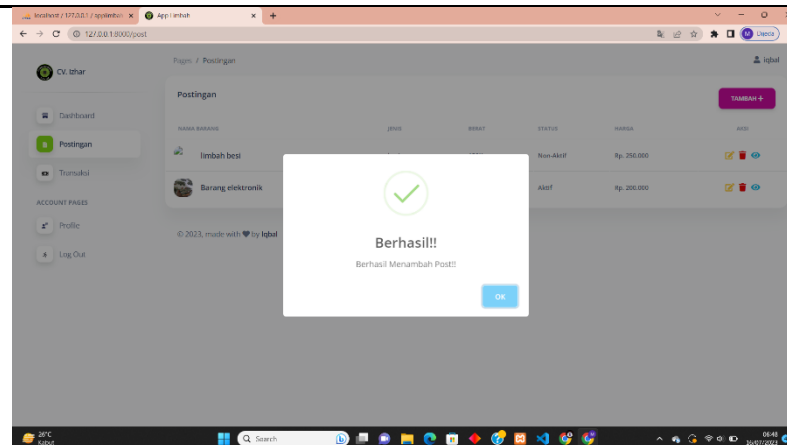 localhost / 127.0.0.1 / applimbah
App Limbah
127.0.0.1:8000/post
Dijeda
CV. Izhar
Pages / Postingan
iqbal
Postingan
TAMBAH +
NAMA BARANG JENIS BERAT STATUS HARGA AKSI
limbah besi Non-Aktif Rp. 250.000
Barang elektronik Aktif Rp. 200.000
Dashboard
Postingan
Transaksi
ACCOUNT PAGES
Profile
Log Out
© 2023, made with by Iqbal
Berhasil!!
Berhasil Menambah Post!!
OK
26°C
Kabut
Search
06:48
16/07/2023